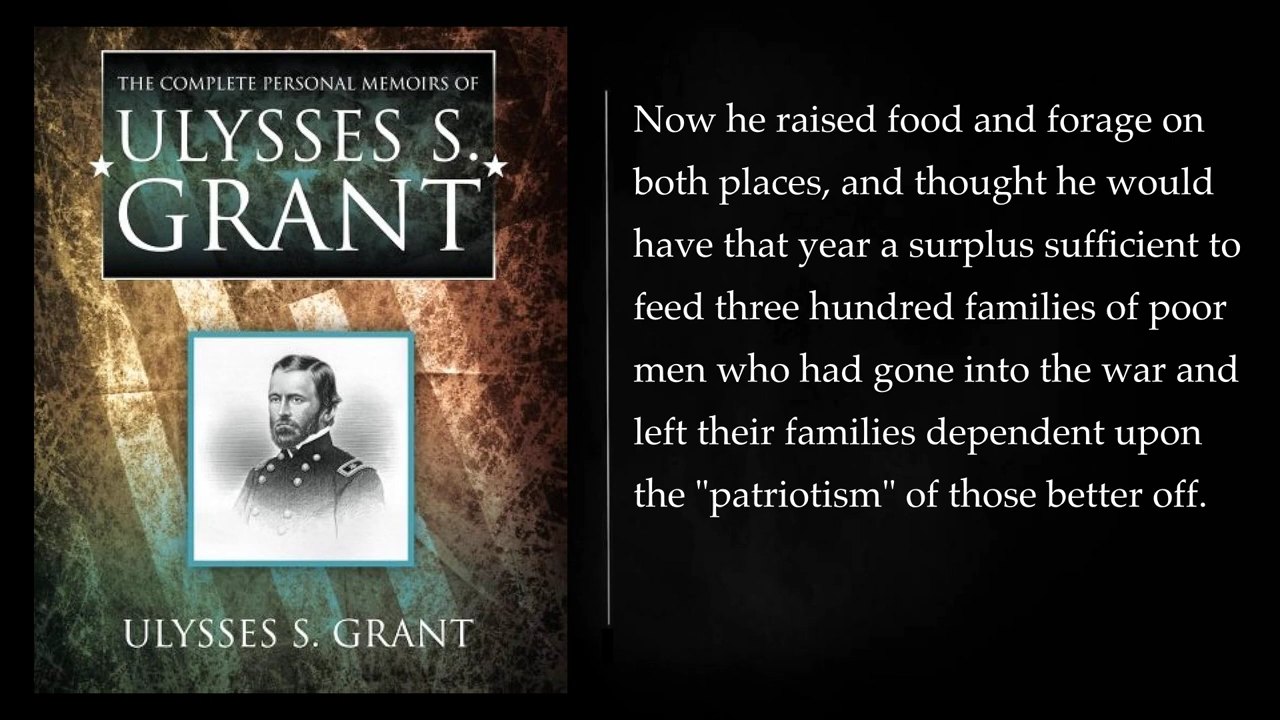 THE COMPLETE PERSONAL MEMOIRS OF
ULYSSES S.
GRANT
ULYSSES S. GRANT
Now he raised food and forage on
both places, and thought he would
have that year a surplus sufficient to
feed three hundred families of poor
men who had gone into the war and
left their families dependent upon
the "patriotism" of those better off.